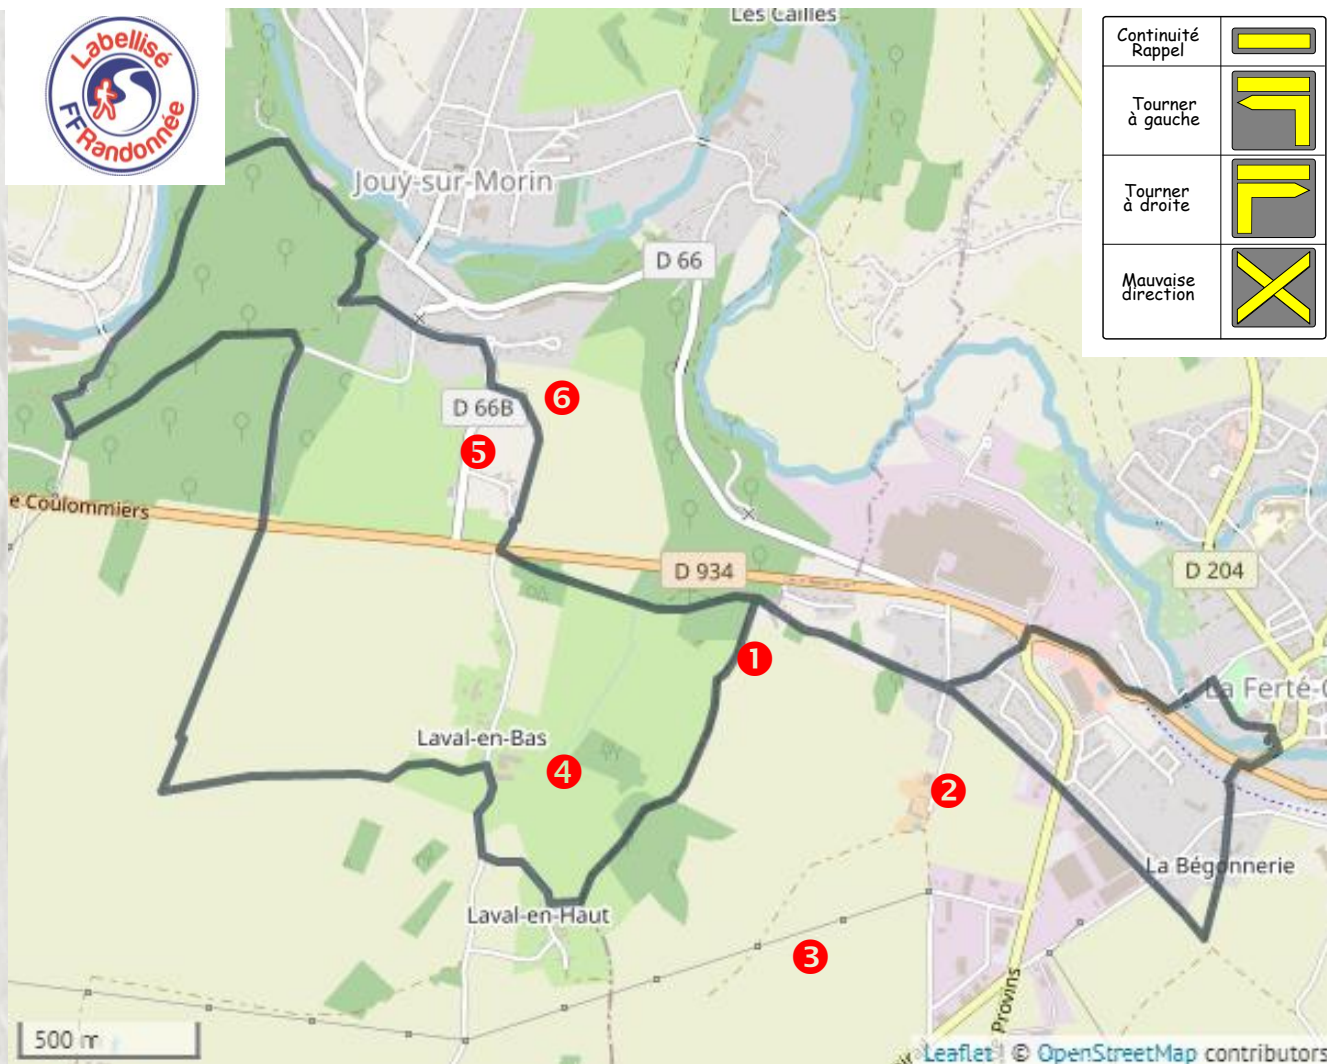 Labellisé
FFRandonnée
Les Cailles
Continuité
Rappel
Tourner
à gauche
Tourner
à droite
Mauvaise
direction
Jouy-sur-Morin
D 66
6
D 66B
5
e Coulommiers
D 934
D 204
1
La Ferté-G
Laval-en-Bas
4
2
La Bégonnerie
Laval-en-Haut
3
Provins
500 m
Leaflet | © OpenStreetMap contributors